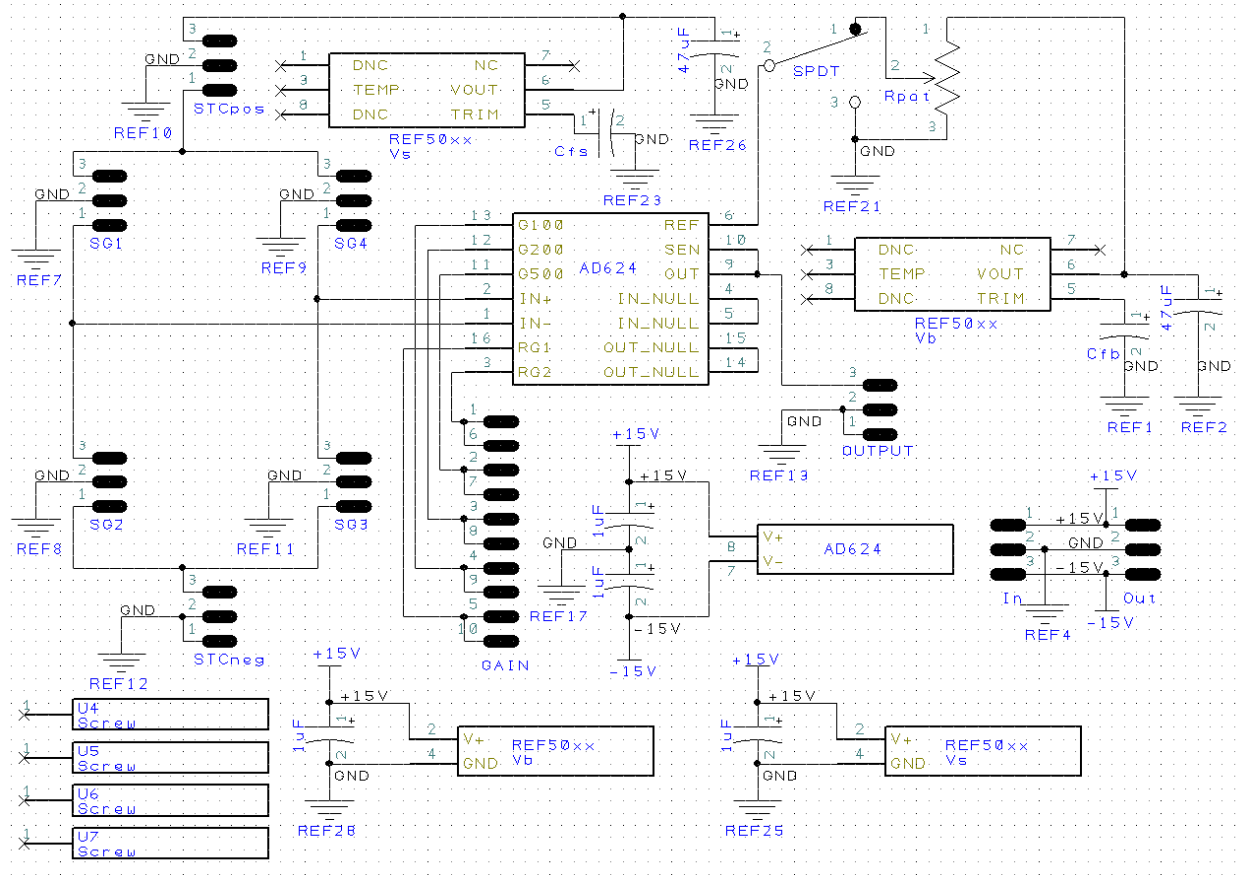 3
GND 2
1
STCpos
REF10
1 DNC NC 7
3 TEMP VOUT 6
8 DNC TRIM 5
REF50xx
Vs
Cfs
1 + 2
GND
REF23
47uF
1 +
2
GND
REF26
2
1
SPDT
3
GND
REF21
1
2
Rpot
3
3
GND 2
1
SG1
REF7
3
GND 2
1
SG4
REF9
13 G100 REF 6
12 G200 SEN 10
11 G500 OUT 9
2 IN+ IN_NULL 4
1 IN- IN_NULL 5
16 RG1 OUT_NULL 15
3 RG2 OUT_NULL 14
AD624
1 DNC NC 7
3 TEMP VOUT 6
8 DNC TRIM 5
REF50xx
Vb
1 +
Cfb 2
GND
REF1
47uF
1 +
2
GND
REF2
3
2
GND 1
OUTPUT
REF13
3
GND 2
1
SG2
REF8
3
GND 2
1
SG3
REF11
1
6
2
7
3
8
4
9
5
10
GAIN
+15V
+15V
1uF
1 +
2
GND
1uF
1 +
2
REF17
-15V
-15V
8 V+
7 V-
AD624
+15V
1 +15V 1
2 GND 2
3 -15V 3
In Out
REF4 -15V
3
GND 2
1
STCneg
REF12
1 U4
Screw
1 U5
Screw
1 U6
Screw
1 U7
Screw
+15V
+15V
1uF
1 +
2
GND
REF28
2 V+
4 GND
REF50xx
Vb
+15V
+15V
1uF
1 +
2
GND
REF25
2 V+
4 GND
REF50xx
Vs